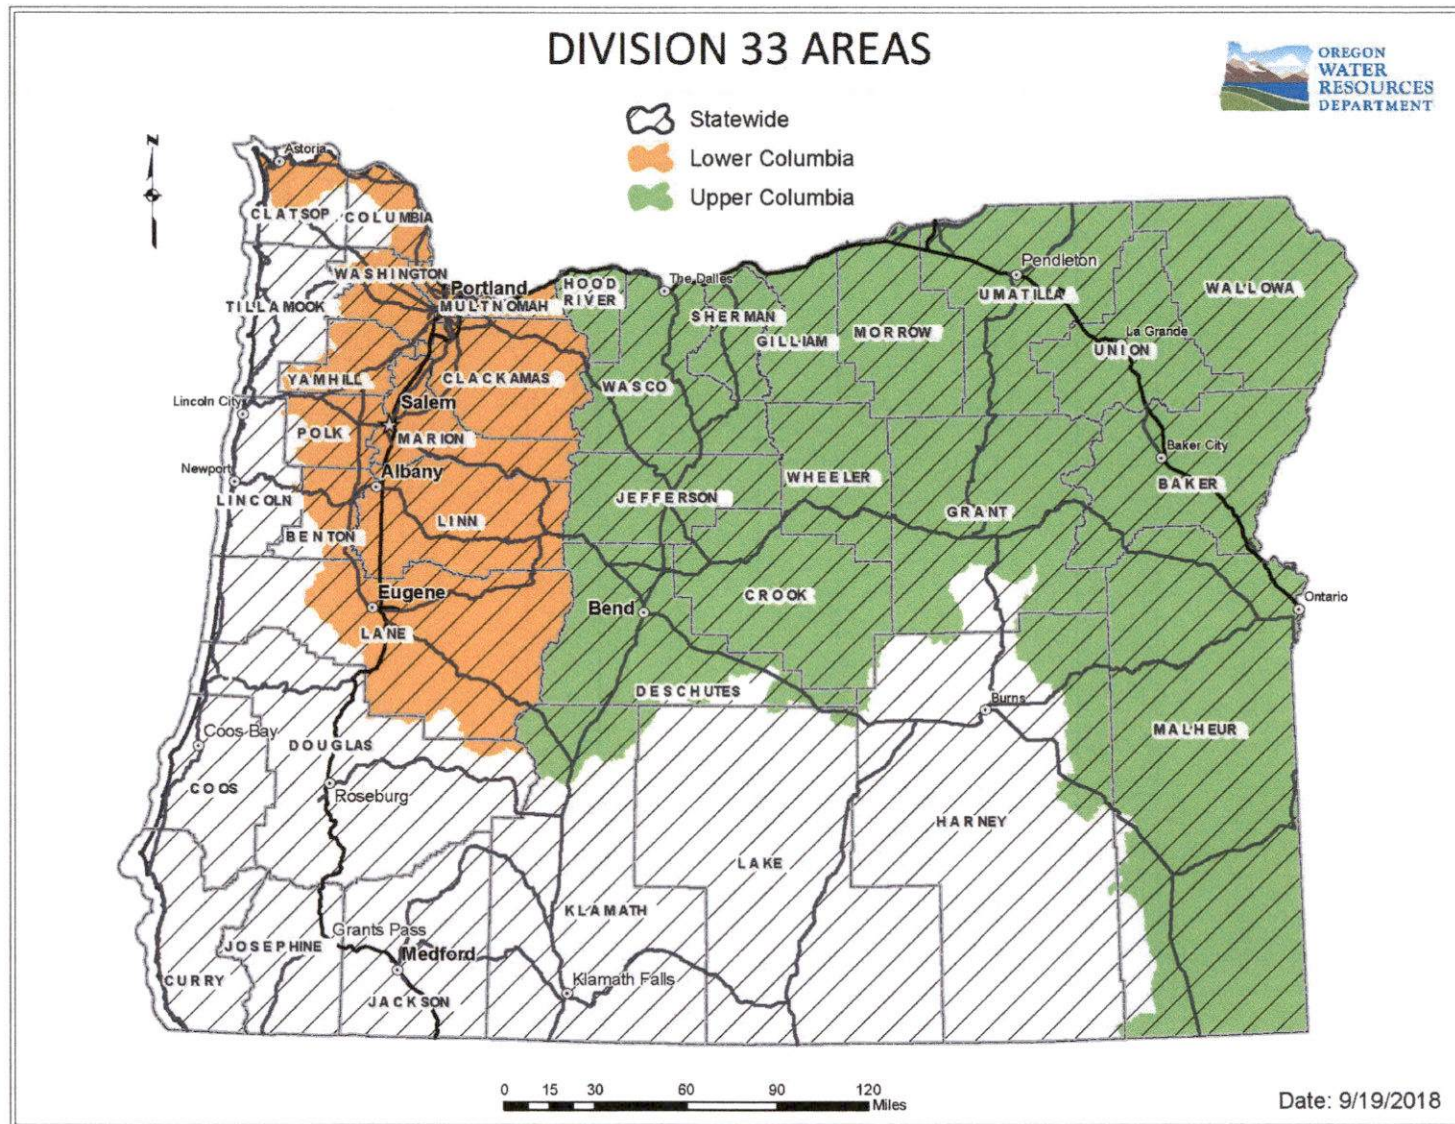 DIVISION 33 AREAS
OREGON
WATER
RESOURCES
DEPARTMENT
Statewide
Lower Columbia
Upper Columbia
N
Astoria
CLATSOP
COLUMBIA
WASHINGTON
Portland
MULTNOMAH
HOOD
RIVER
The Dalles
Pendleton
UMATILLA
WALLOWA
TILLAMOOK
SHERMAN
GILLIAM
MORROW
La Grande
UNION
YAMHILL
CLACKAMAS
WASCO
Lincoln City
Salem
POLK
MARION
Baker City
Newport
Albany
LINCOLN
JEFFERSON
WHEELER
BAKER
LINN
GRANT
BENTON
Eugene
Bend
CROOK
Ontario
LANE
DESCHUTES
Burns
Coos Bay
DOUGLAS
MALHEUR
COOS
Roseburg
HARNEY
LAKE
KLAMATH
Grants Pass
JOSEPHINE
Medford
CURRY
Klamath Falls
JACKSON
0 15 30 60 90 120
Miles
Date: 9/19/2018